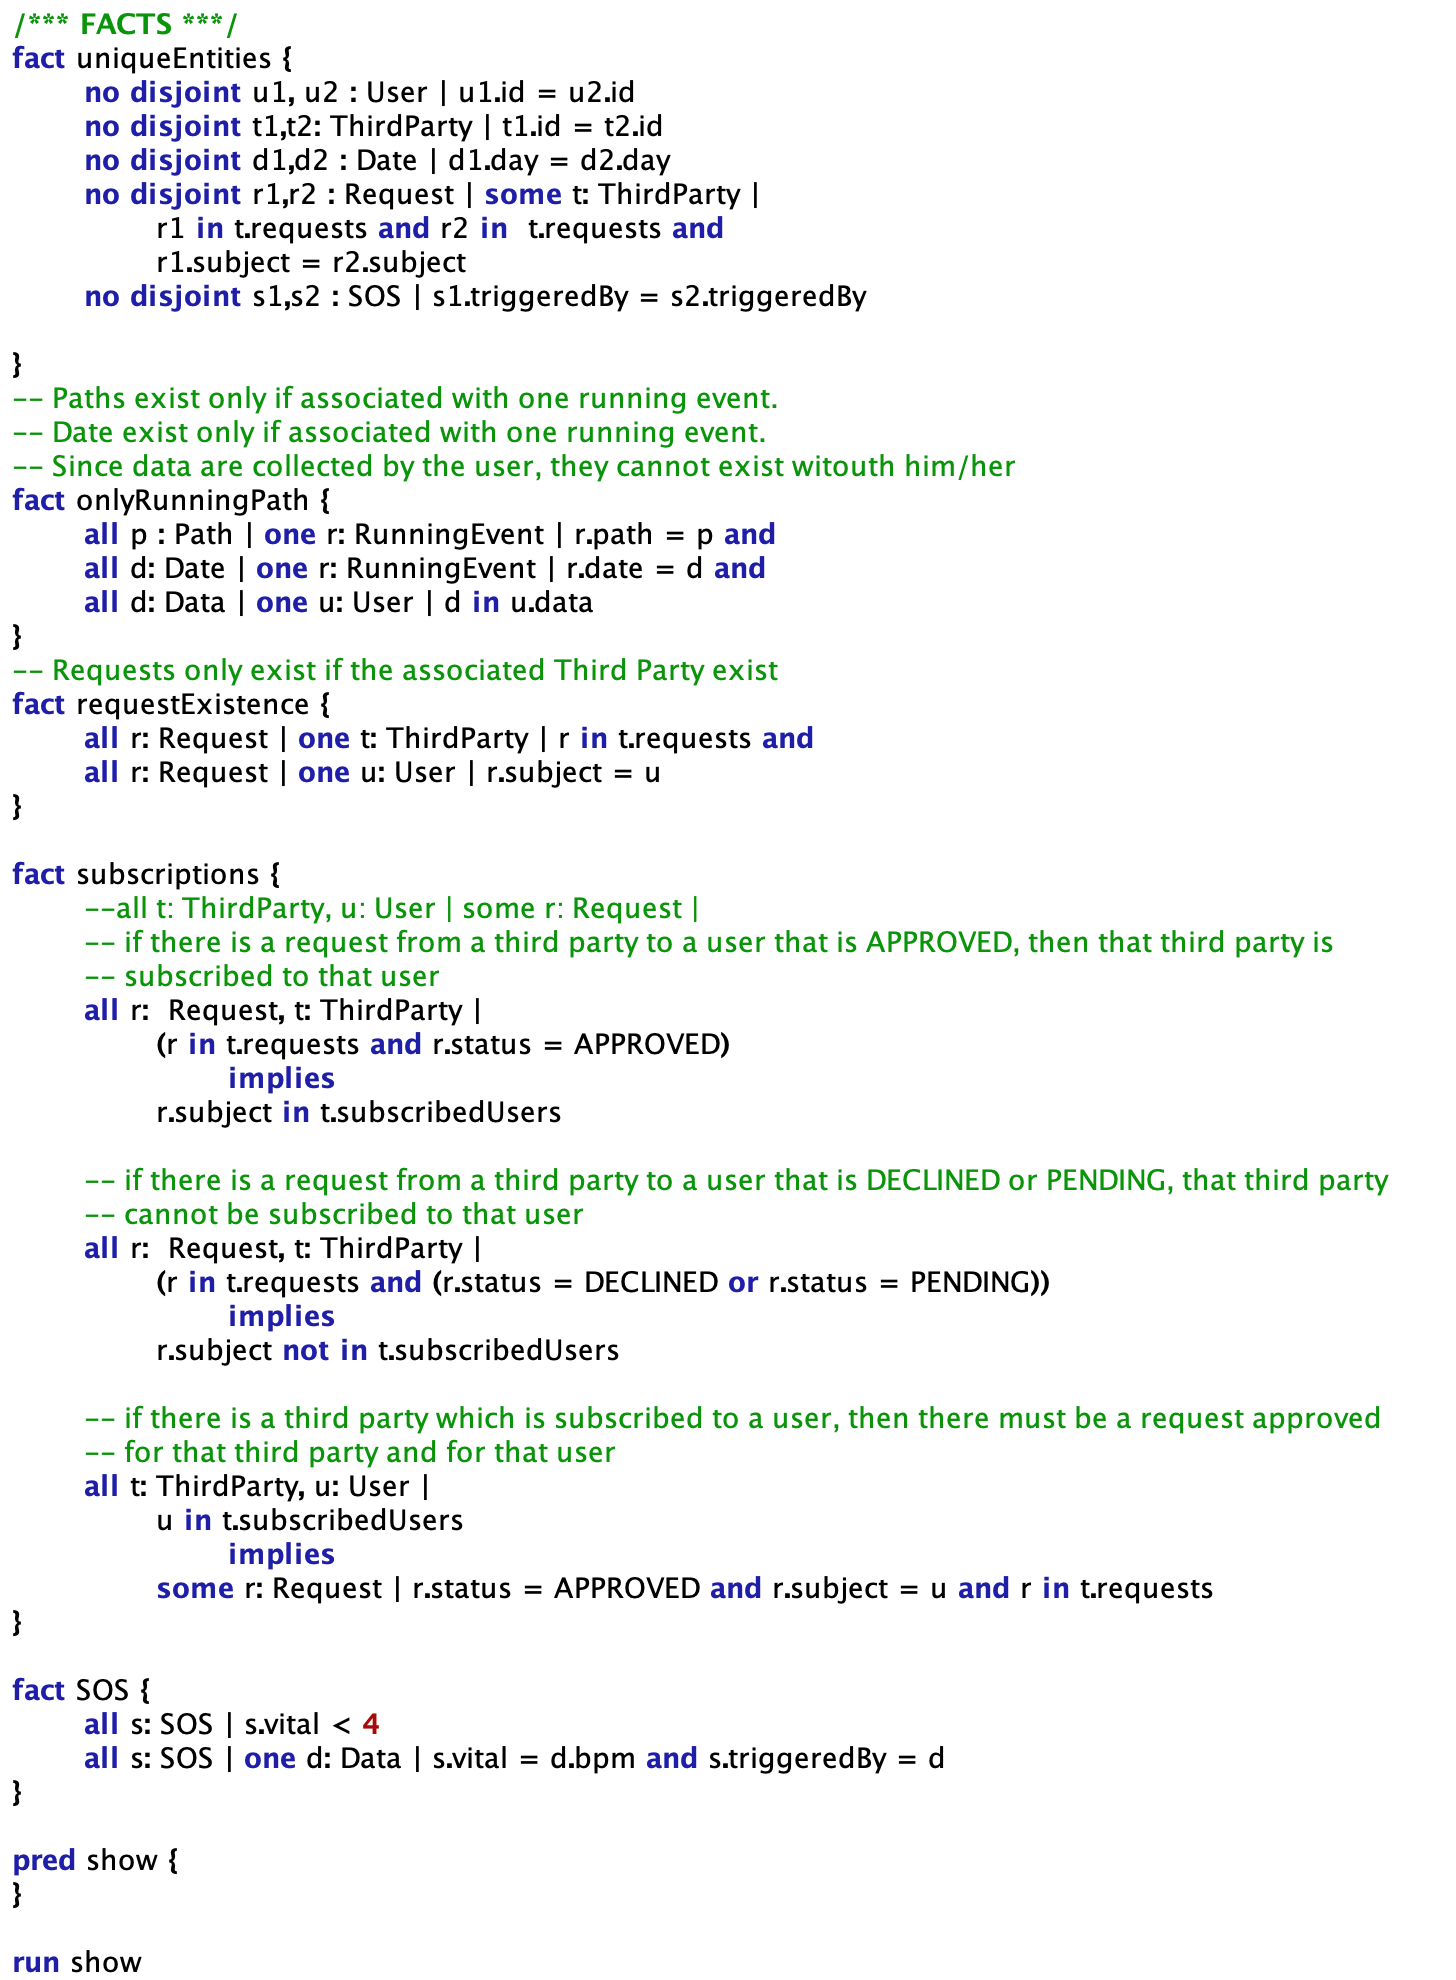 /*** FACTS ***/
fact uniqueEntities {
no disjoint u1, u2 : User | u1.id = u2.id
no disjoint t1,t2: ThirdParty | t1.id = t2.id
no disjoint d1,d2 : Date | d1.day = d2.day
no disjoint r1,r2 : Request | some t: ThirdParty |
r1 in t.requests and r2 in  t.requests and
r1.subject = r2.subject
no disjoint s1,s2 : SOS | s1.triggeredBy = s2.triggeredBy
}
-- Paths exist only if associated with one running event.
-- Date exist only if associated with one running event.
-- Since data are collected by the user, they cannot exist witouth him/her
fact onlyRunningPath {
all p : Path | one r: RunningEvent | r.path = p and
all d: Date | one r: RunningEvent | r.date = d and
all d: Data | one u: User | d in u.data
}
-- Requests only exist if the associated Third Party exist
fact requestExistence {
all r: Request | one t: ThirdParty | r in t.requests and
all r: Request | one u: User | r.subject = u
}
fact subscriptions {
--all t: ThirdParty, u: User | some r: Request |
-- if there is a request from a third party to a user that is APPROVED, then that third party is
-- subscribed to that user
all r:  Request, t: ThirdParty |
(r in t.requests and r.status = APPROVED)
implies
r.subject in t.subscribedUsers
-- if there is a request from a third party to a user that is DECLINED or PENDING, that third party
-- cannot be subscribed to that user
all r:  Request, t: ThirdParty |
(r in t.requests and (r.status = DECLINED or r.status = PENDING))
implies
r.subject not in t.subscribedUsers
-- if there is a third party which is subscribed to a user, then there must be a request approved
-- for that third party and for that user
all t: ThirdParty, u: User |
u in t.subscribedUsers
implies
some r: Request | r.status = APPROVED and r.subject = u and r in t.requests
}
fact SOS {
all s: SOS | s.vital < 4
all s: SOS | one d: Data | s.vital = d.bpm and s.triggeredBy = d
}
pred show {
}
run show